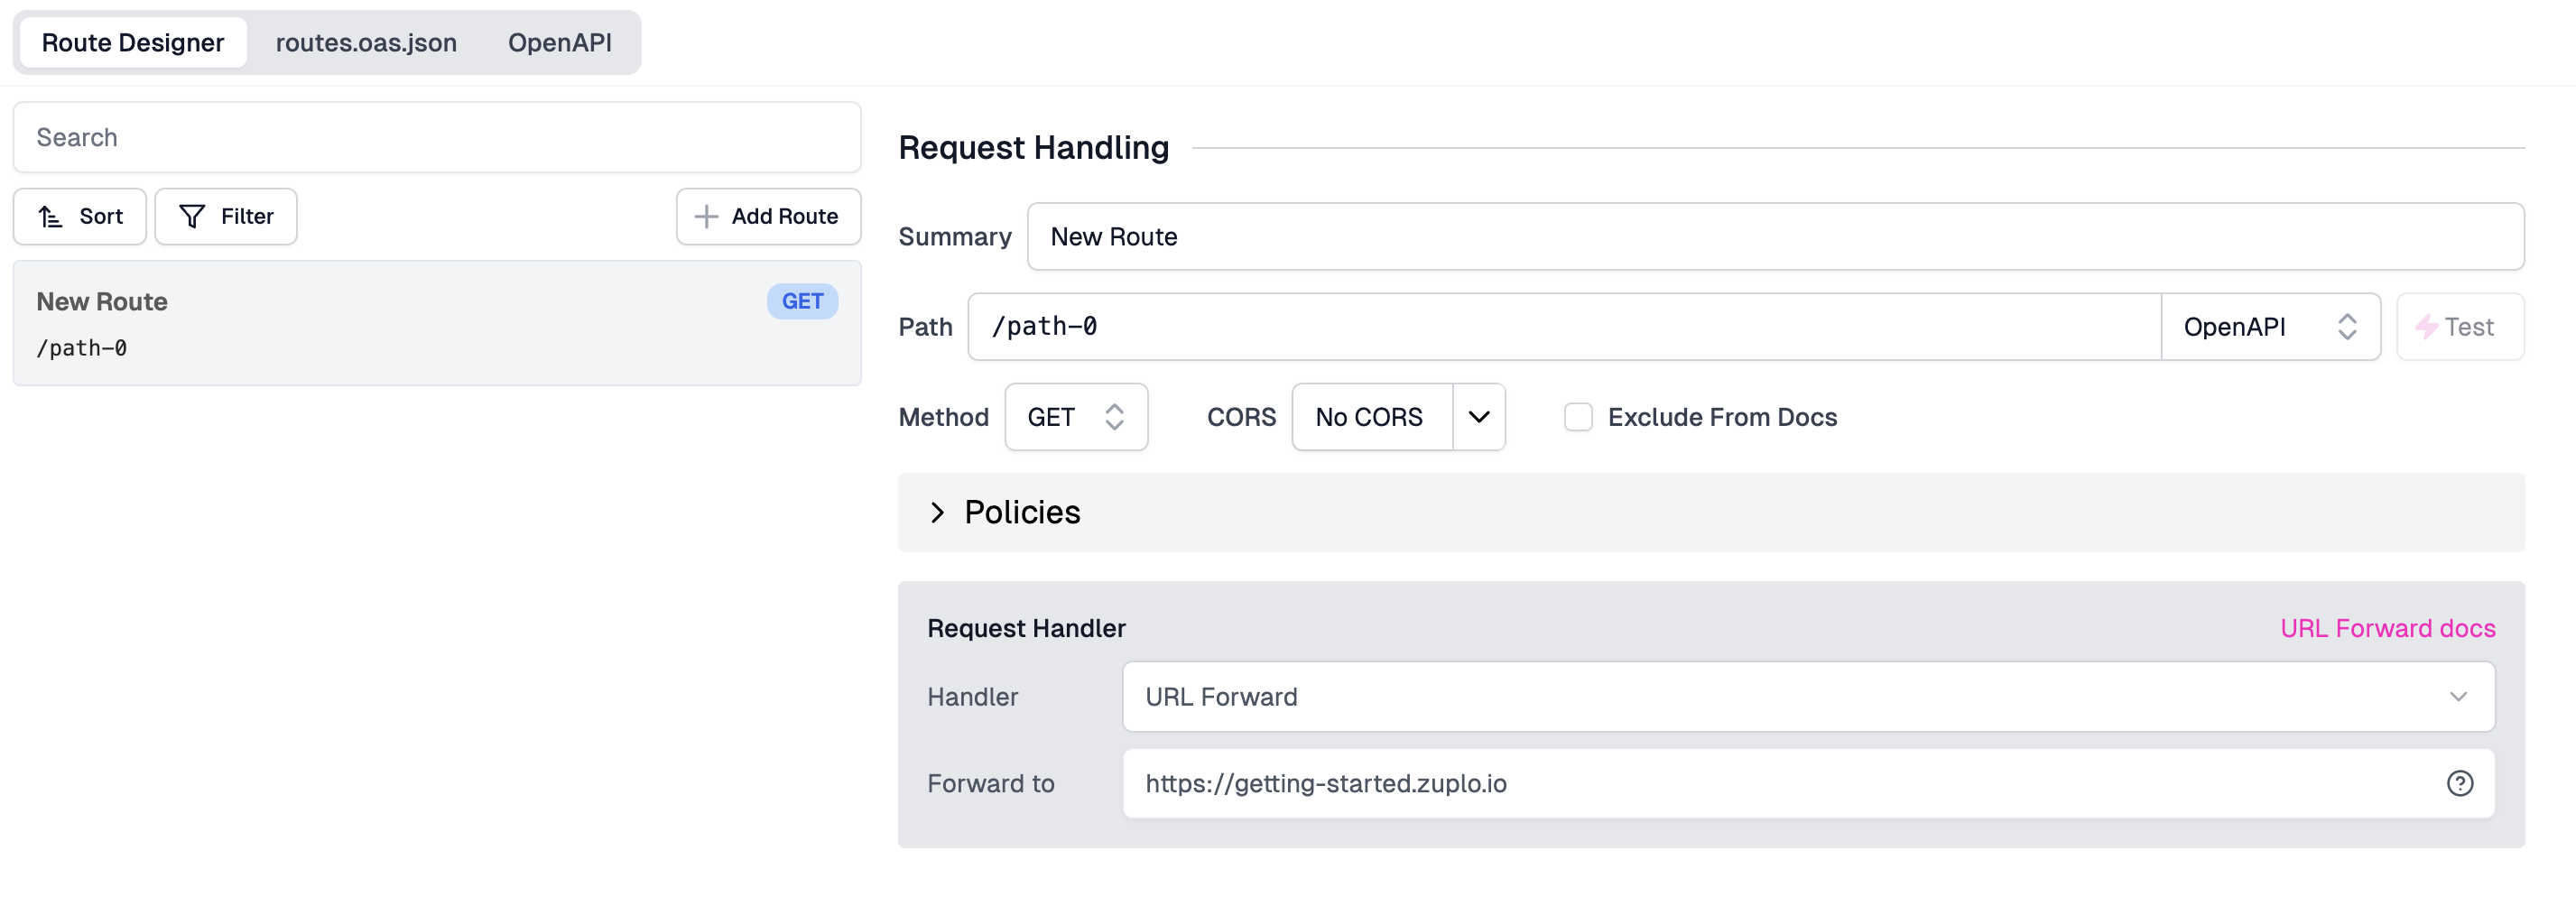 Route Designer routes.oas.json OpenAPI
Search
Sort Filter Add Route
New Route GET
/path-0
Request Handling
Summary New Route
Path /path-0 OpenAPI Test
Method GET CORS No CORS Exclude From Docs
Policies
Request Handler URL Forward docs
Handler URL Forward
Forward to https://getting-started.zuplo.io